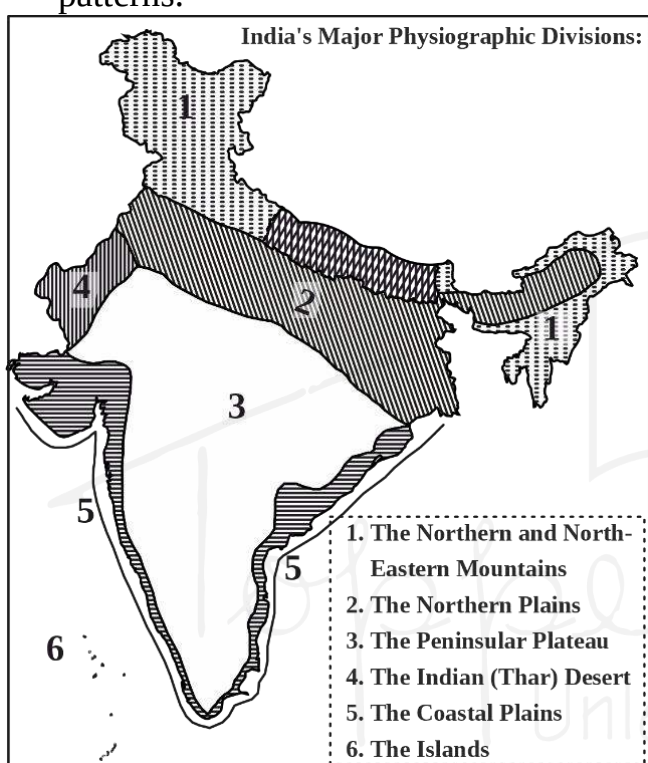 patterns.
India's Major Physiographic Divisions:
1
4
2
1
3
5
5
6
1. The Northern and North-
Eastern Mountains
2. The Northern Plains
3. The Peninsular Plateau
4. The Indian (Thar) Desert
5. The Coastal Plains
6. The Islands